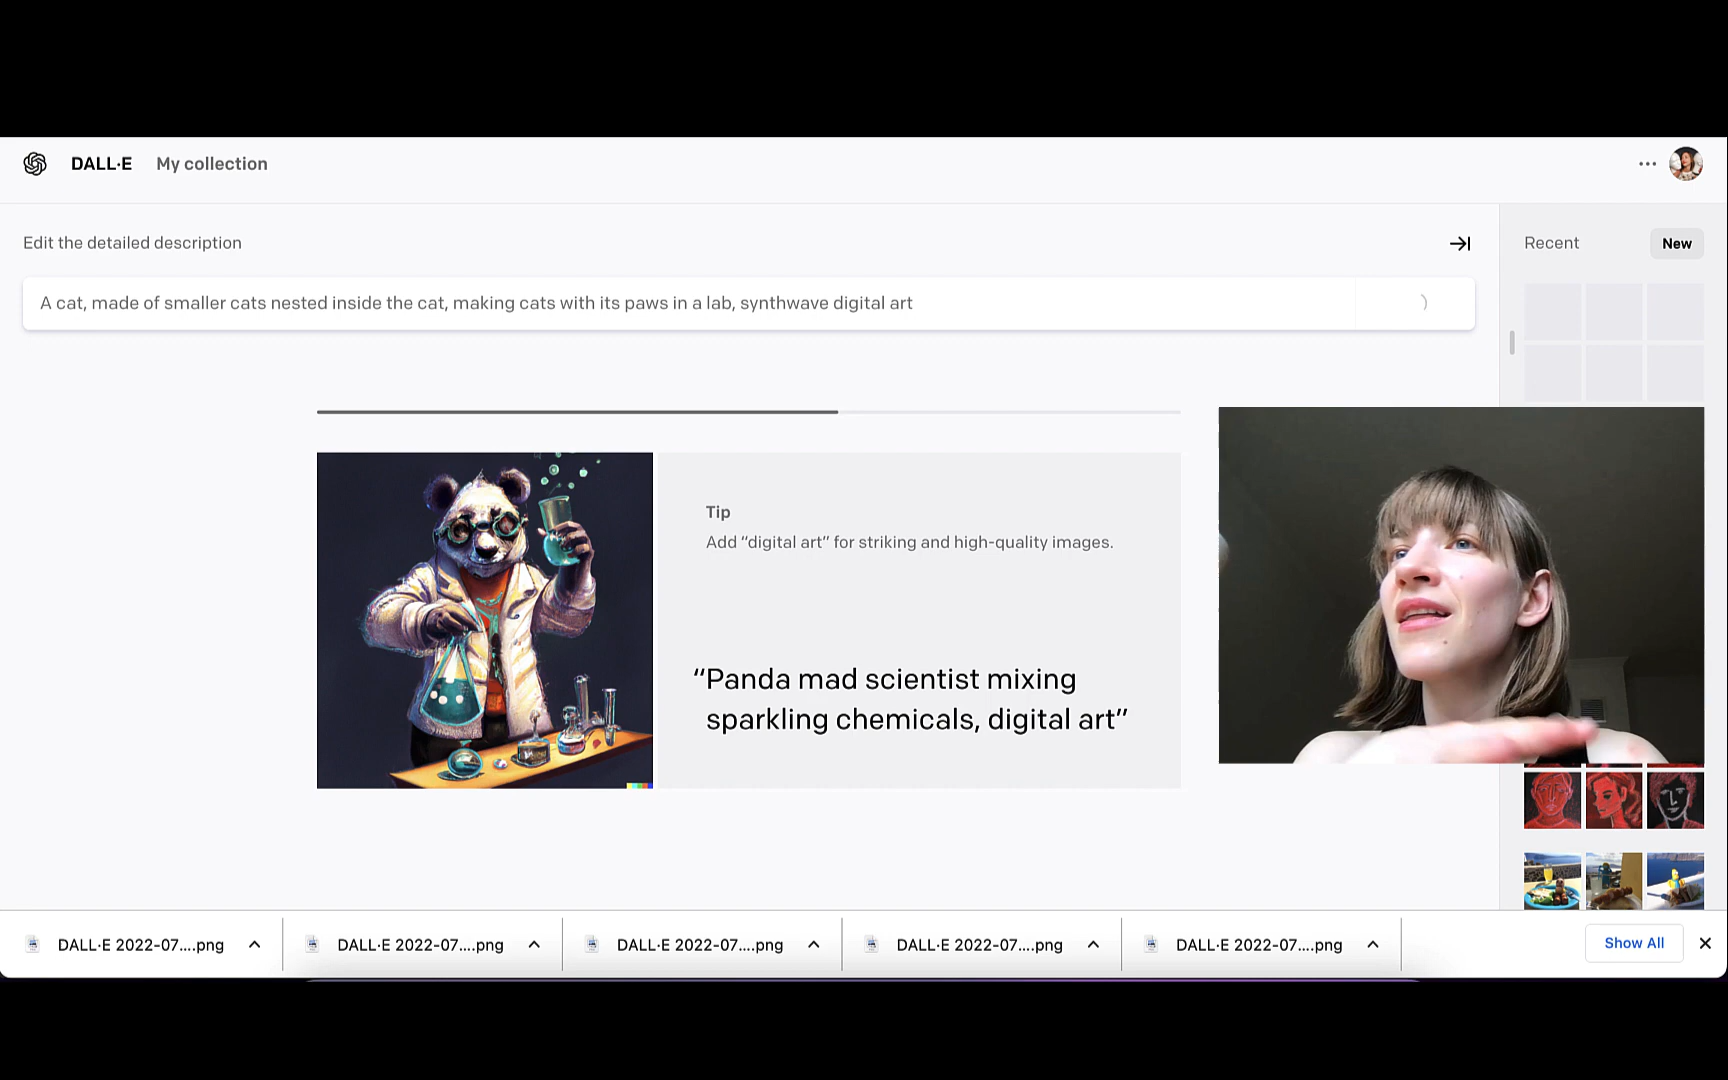 DALL·E My collection
Edit the detailed description
Recent New
A cat, made of smaller cats nested inside the cat, making cats with its paws in a lab, synthwave digital art
Tip
Add “digital art” for striking and high-quality images.
“Panda mad scientist mixing
sparkling chemicals, digital art”
DALL·E 2022-07....png DALL·E 2022-07....png DALL·E 2022-07....png DALL·E 2022-07....png DALL·E 2022-07....png Show All